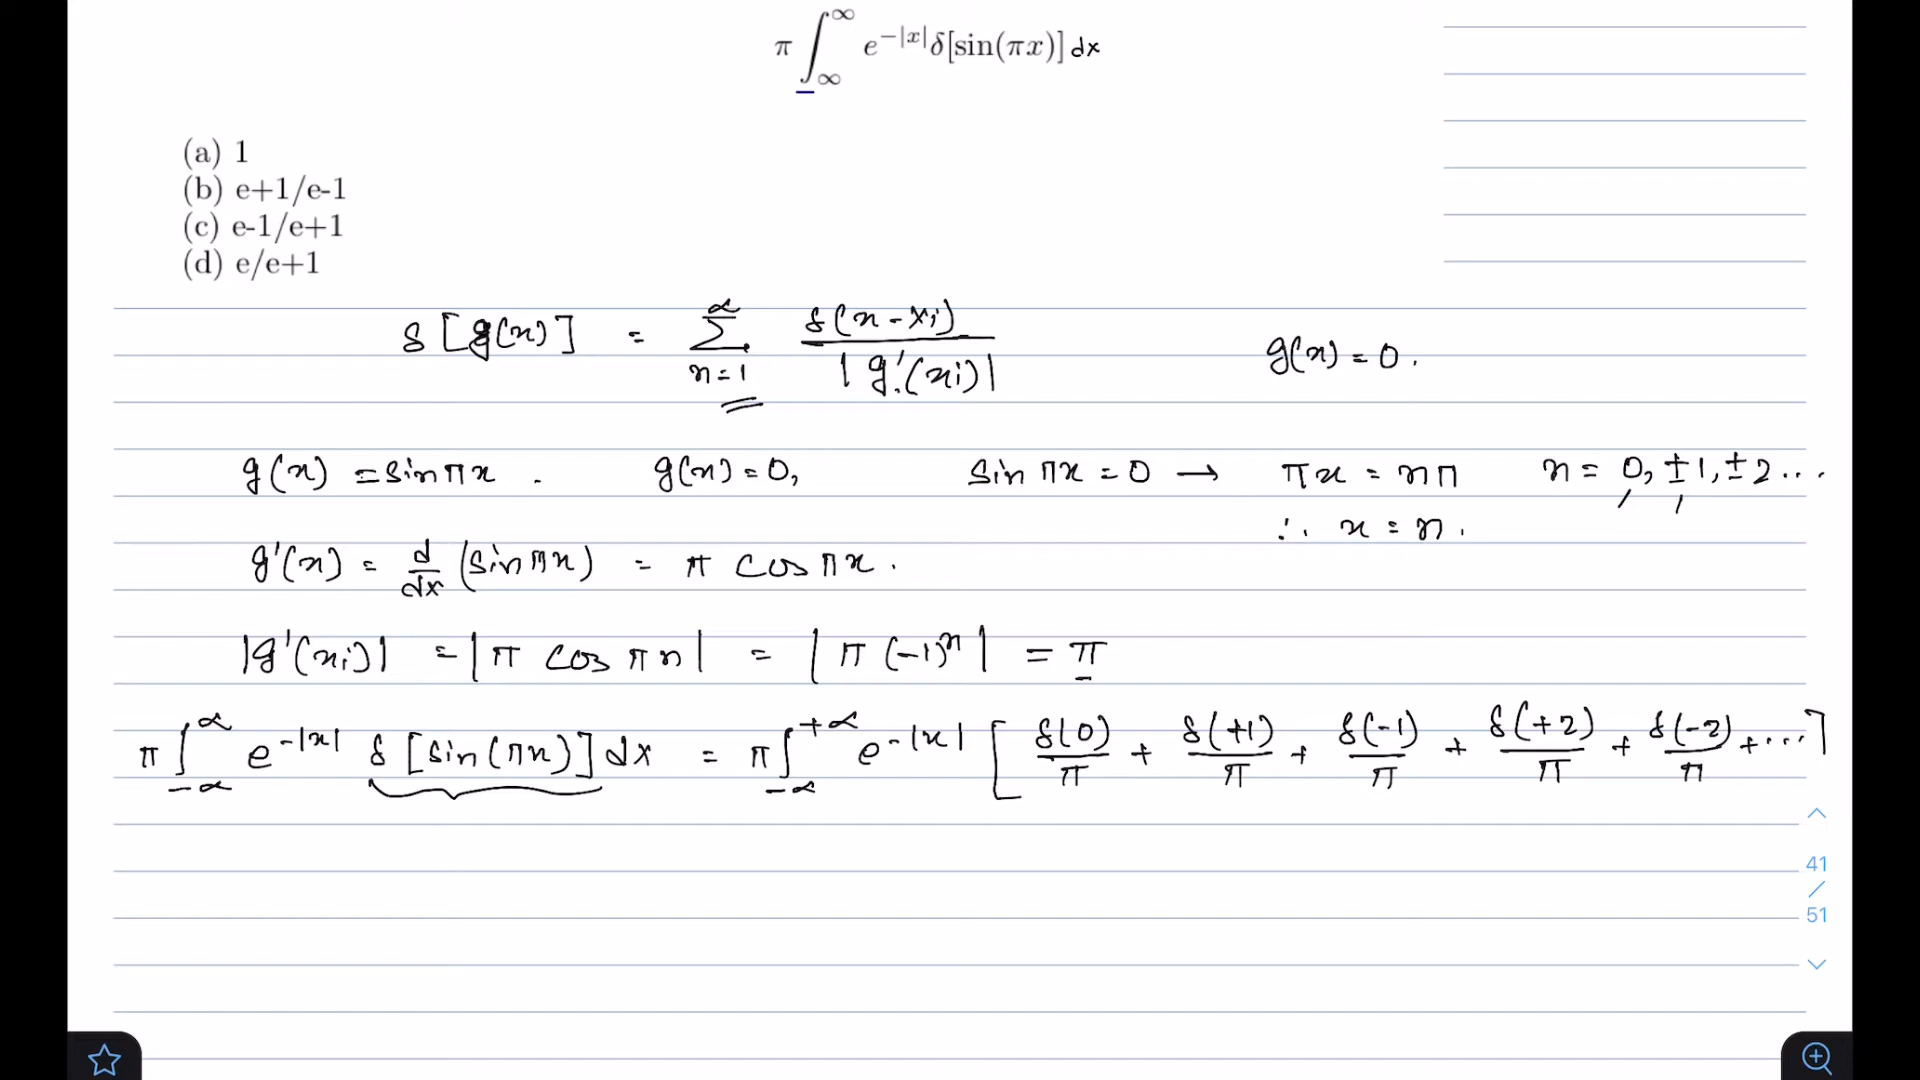 π ∫_∞^∞ e^{-|x|} δ[sin(πx)] dx
(a) 1
(b) e+1/e-1
(c) e-1/e+1
(d) e/e+1
δ[g(x)] = ∑_{n=1}^{∝} δ(x-xi) / |g'(xi)|    g(x) = 0.
g(x) = sin πx .    g(x) = 0,    sin πx = 0 → πx = nπ    n = 0, ±1, ±2...
∴ x = n.
g'(x) = d/dx (sin πx) = π cos πx.
|g'(xi)| = |π cos πn| = |π (-1)^n| = π
π ∫_{-∝}^{∝} e^{-|x|} δ[sin(πx)] dx = π ∫_{-∝}^{+∝} e^{-|x|} [ δ(0)/π + δ(+1)/π + δ(-1)/π + δ(+2)/π + δ(-2)/π + .... ]
41
/
51